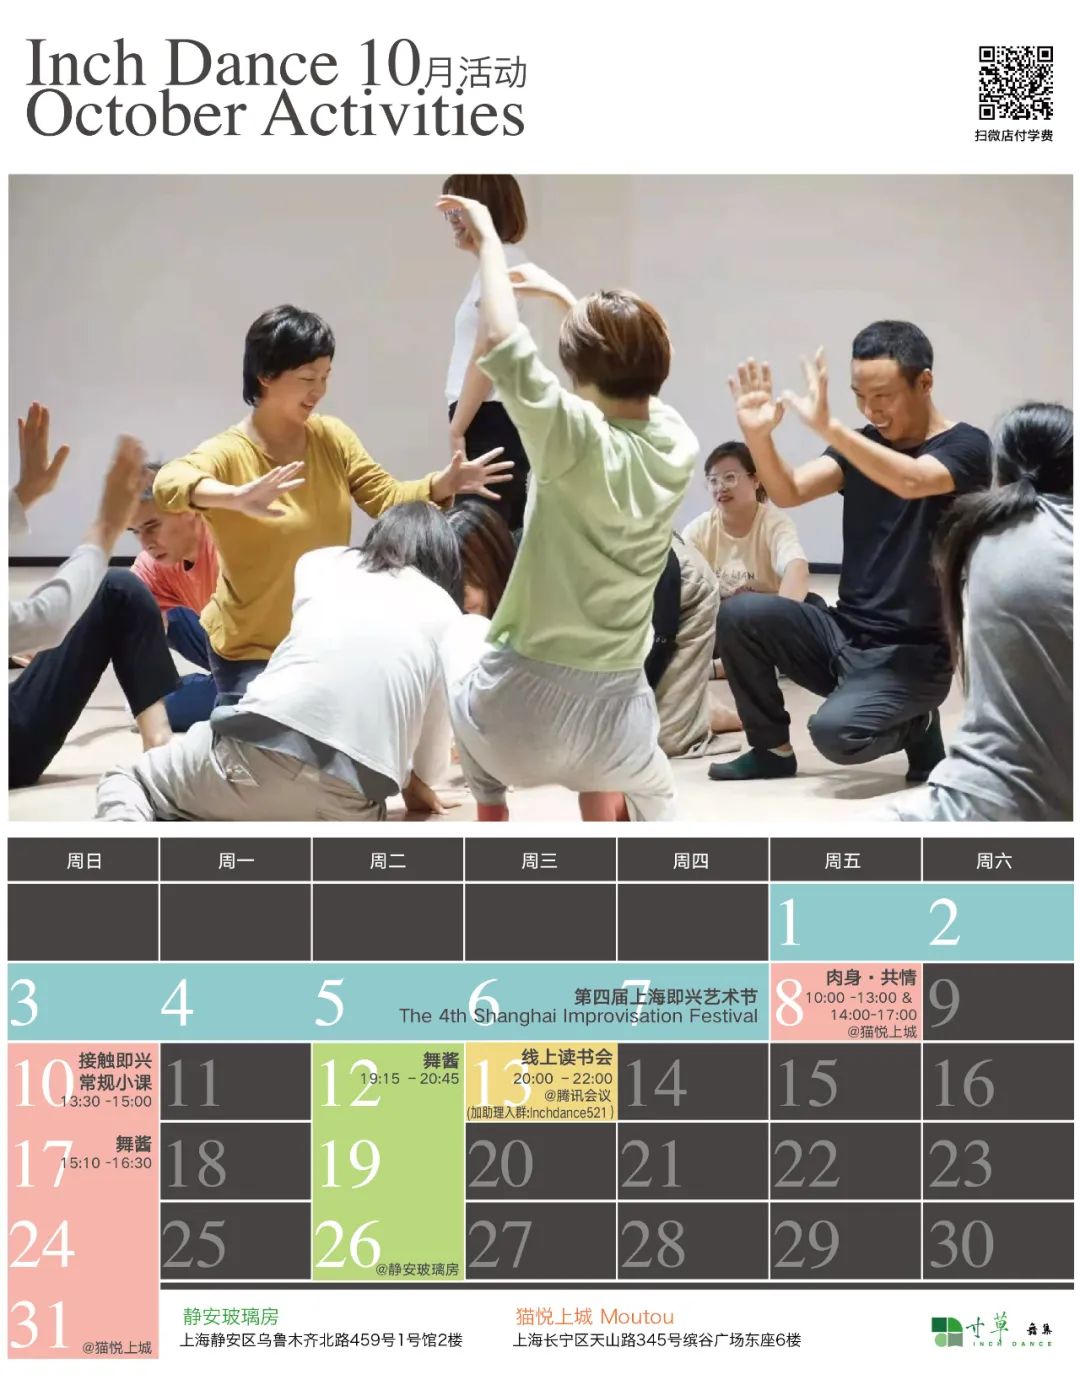 Inch Dance 10月活动
October Activities
扫微店付学费
周日 周一 周二 周三 周四 周五 周六
1 2
3 4 5 6 7 8 9
第四届上海即兴艺术节
The 4th Shanghai Improvisation Festival
肉身·共情
10:00 -13:00 &
14:00-17:00
@猫悦上城
10 11 12 13 14 15 16
接触即兴
常规小课
13:30 -15:00
舞酱
19:15 －20:45
线上读书会
20:00 －22:00
@腾讯会议
(加助理入群:Inchdance521 )
17 18 19 20 21 22 23
舞酱
15:10 -16:30
24 25 26 27 28 29 30
@静安玻璃房
31
@猫悦上城
静安玻璃房
上海静安区乌鲁木齐北路459号1号馆2楼
猫悦上城 Moutou
上海长宁区天山路345号缤谷广场东座6楼
寸草 舞集
INCH DANCE